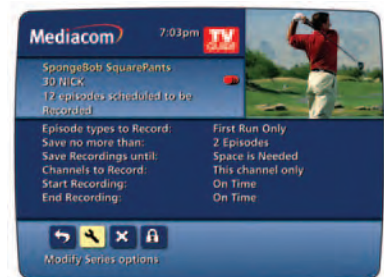 Mediacom
7:03pm
TV
GUIDE
SpongeBob SquarePants
30 NICK
12 episodes scheduled to be
Recorded
Episode types to Record: First Run Only
Save no more than: 2 Episodes
Save Recordings until: Space is Needed
Channels to Record: This channel only
Start Recording: On Time
End Recording: On Time
Modify Series options